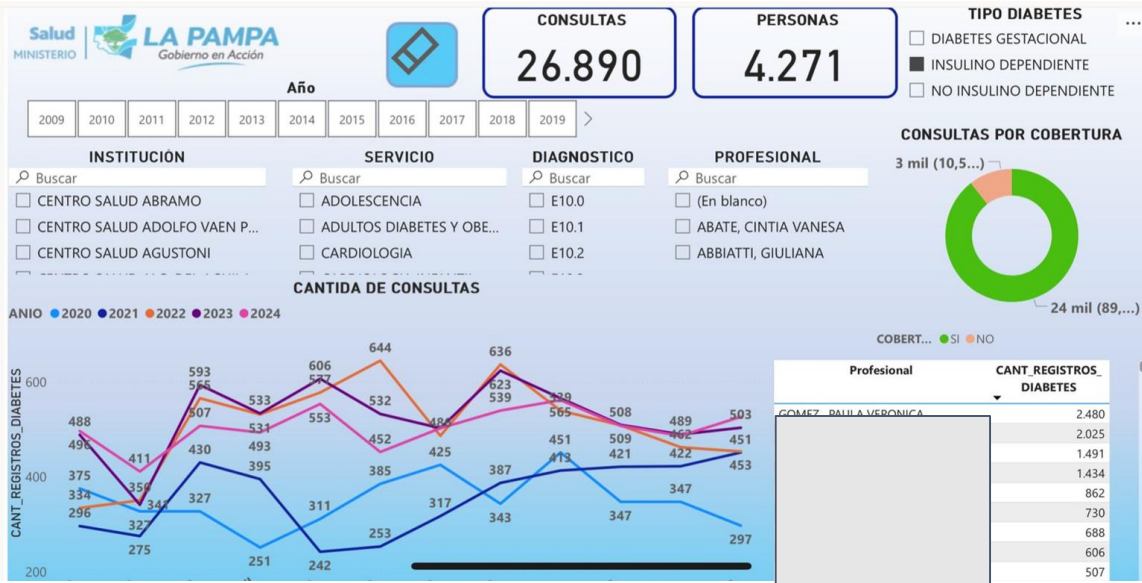 Salud
MINISTERIO
LA PAMPA
Gobierno en Acción
CONSULTAS
26.890
PERSONAS
4.271
TIPO DIABETES
...
DIABETES GESTACIONAL
INSULINO DEPENDIENTE
NO INSULINO DEPENDIENTE
Año
2009 2010 2011 2012 2013 2014 2015 2016 2017 2018 2019
INSTITUCIÓN
Buscar
CENTRO SALUD ABRAMO
CENTRO SALUD ADOLFO VAEN P...
CENTRO SALUD AGUSTONI
SERVICIO
Buscar
ADOLESCENCIA
ADULTOS DIABETES Y OBE...
CARDIOLOGIA
DIAGNOSTICO
Buscar
E10.0
E10.1
E10.2
PROFESIONAL
Buscar
(En blanco)
ABATE, CINTIA VANESA
ABBIATTI, GIULIANA
CONSULTAS POR COBERTURA
3 mil (10,5...)
24 mil (89,...)
COBERT... SI NO
CANTIDA DE CONSULTAS
ANIO 2020 2021 2022 2023 2024
CANT_REGISTROS_DIABETES
600
400
200
488
496
375
334
296
411
350
327
275
593
565
507
430
327
533
531
493
395
251
606
577
553
311
242
644
532
452
385
253
425
317
636
623
539
387
343
565
451
413
508
509
421
347
489
462
422
347
503
451
453
297
Profesional
CANT_REGISTROS_
DIABETES
GOMEZ, PAULA VERONICA
2.480
2.025
1.491
1.434
862
730
688
606
507